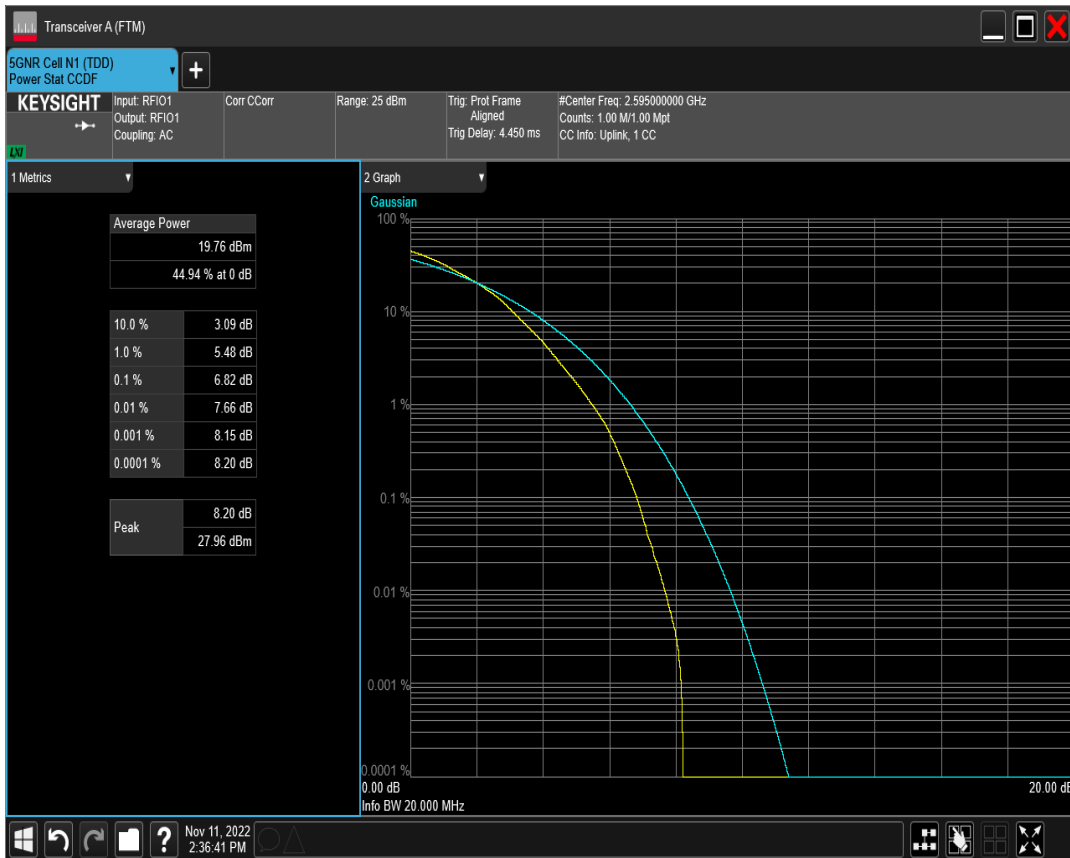 Transceiver A (FTM)
5GNR Cell N1 (TDD)
Power Stat CCDF
KEYSIGHT
LXI
Input: RFIO1
Output: RFIO1
Coupling: AC
Corr CCorr
Range: 25 dBm
Trig: Prot Frame
Aligned
Trig Delay: 4.450 ms
#Center Freq: 2.595000000 GHz
Counts: 1.00 M/1.00 Mpt
CC Info: Uplink, 1 CC
1 Metrics
Average Power
19.76 dBm
44.94 % at 0 dB
10.0 % 3.09 dB
1.0 % 5.48 dB
0.1 % 6.82 dB
0.01 % 7.66 dB
0.001 % 8.15 dB
0.0001 % 8.20 dB
Peak
8.20 dB
27.96 dBm
2 Graph
Gaussian
100 %
10 %
1 %
0.1 %
0.01 %
0.001 %
0.0001 %
0.00 dB 20.00 dB
Info BW 20.000 MHz
?
Nov 11, 2022
2:36:41 PM